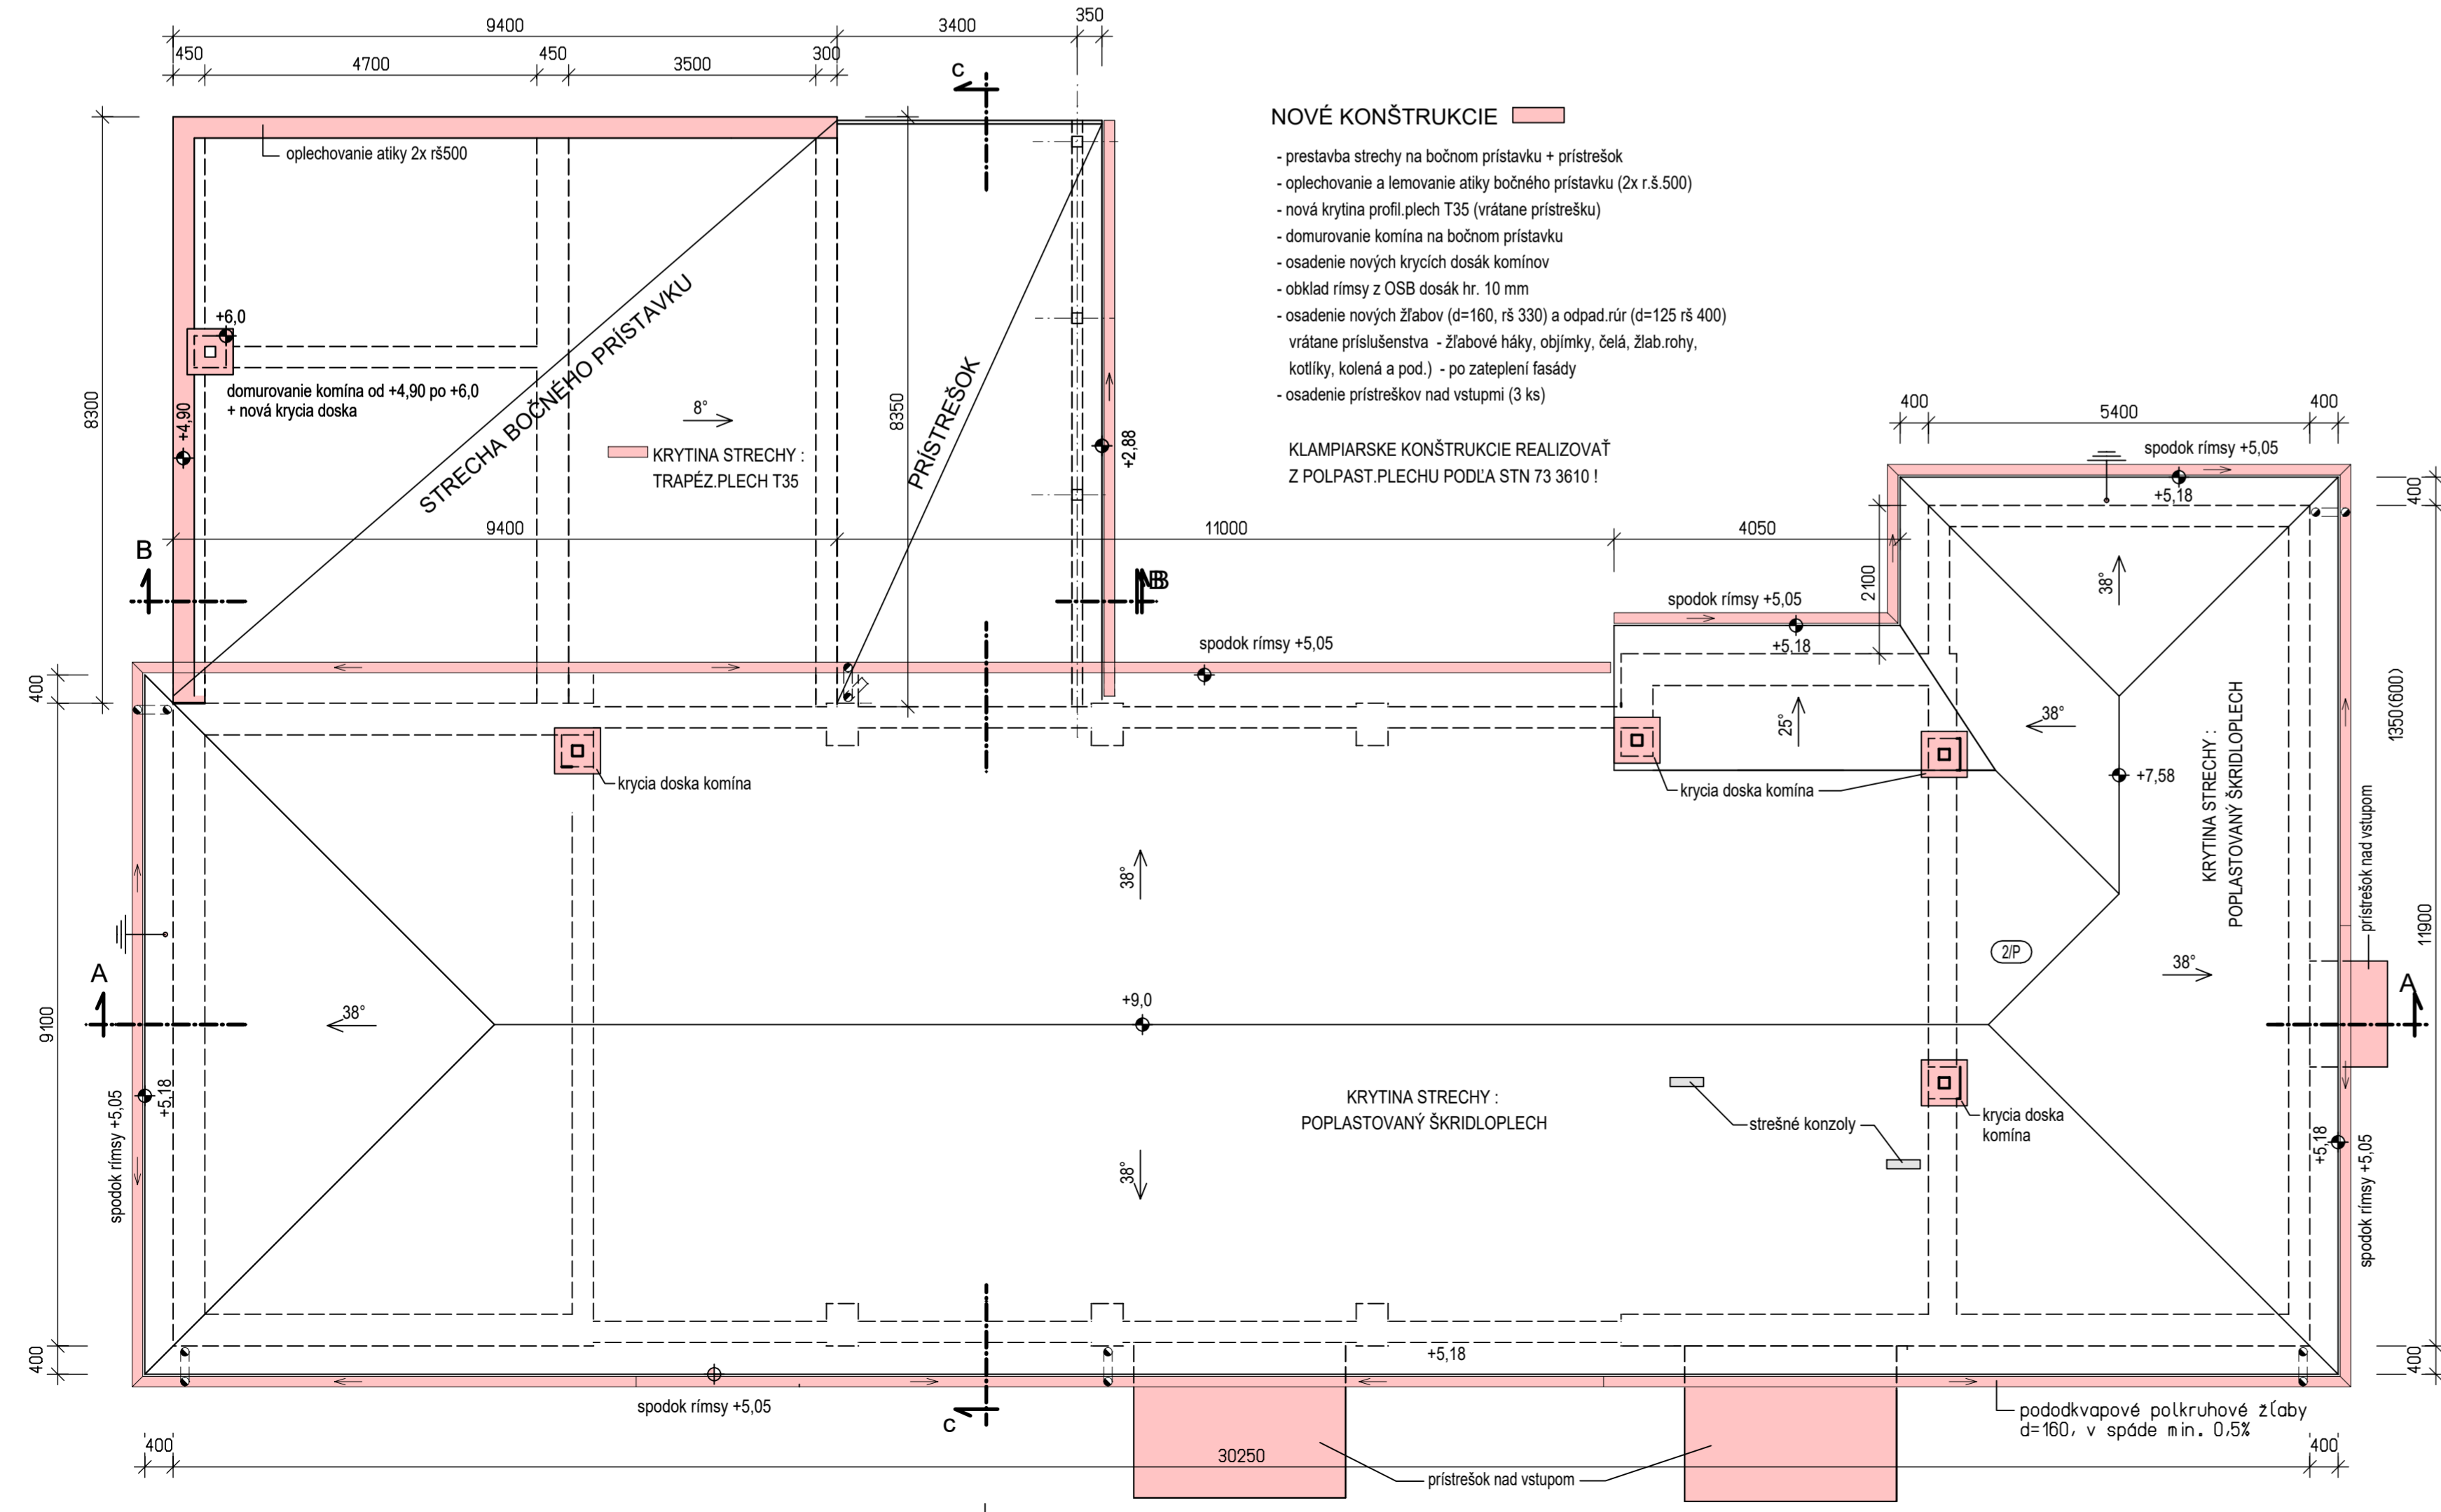 9400
3400
350
450
4700
450
3500
300
c
NOVÉ KONŠTRUKCIE
- prestavba strechy na bočnom prístavku + prístrešok
- oplechovanie a lemovanie atiky bočného prístavku (2x r.š.500)
- nová krytina profil.plech T35 (vrátane prístrešku)
- domurovanie komína na bočnom prístavku
- osadenie nových krycích dosák komínov
- obklad rímsy z OSB dosák hr. 10 mm
- osadenie nových žľabov (d=160, rš 330) a odpad.rúr (d=125 rš 400)
vrátane príslušenstva - žľabové háky, objímky, čelá, žlab.rohy,
kotlíky, kolená a pod.) - po zateplení fasády
- osadenie prístreškov nad vstupmi (3 ks)
KLAMPIARSKE KONŠTRUKCIE REALIZOVAŤ
Z POLPAST.PLECHU PODĽA STN 73 3610 !
oplechovanie atiky 2x rš500
8300
+6,0
domurovanie komína od +4,90 po +6,0
+ nová krycia doska
+4,90
STRECHA BOČNÉHO PRÍSTAVKU
8°
KRYTINA STRECHY :
TRAPÉZ.PLECH T35
8350
PRÍSTREŠOK
+2,88
400
5400
400
spodok rímsy +5,05
+5,18
400
9400
11000
4050
2100
38°
B
B
spodok rímsy +5,05
+5,18
spodok rímsy +5,05
400
25°
38°
+7,58
KRYTINA STRECHY :
POPLASTOVANÝ ŠKRIDLOPLECH
1350(600)
prístrešok nad vstupom
11900
krycia doska komína
krycia doska komína
38°
2/P
38°
A
A
38°
+9,0
9100
spodok rímsy +5,05
+5,18
KRYTINA STRECHY :
POPLASTOVANÝ ŠKRIDLOPLECH
strešné konzoly
krycia doska
komína
38°
+5,18
spodok rímsy +5,05
400
+5,18
400
spodok rímsy +5,05
c
pododkvapové polkruhové žľaby
d=160, v spáde min. 0,5%
400
30250
400
prístrešok nad vstupom